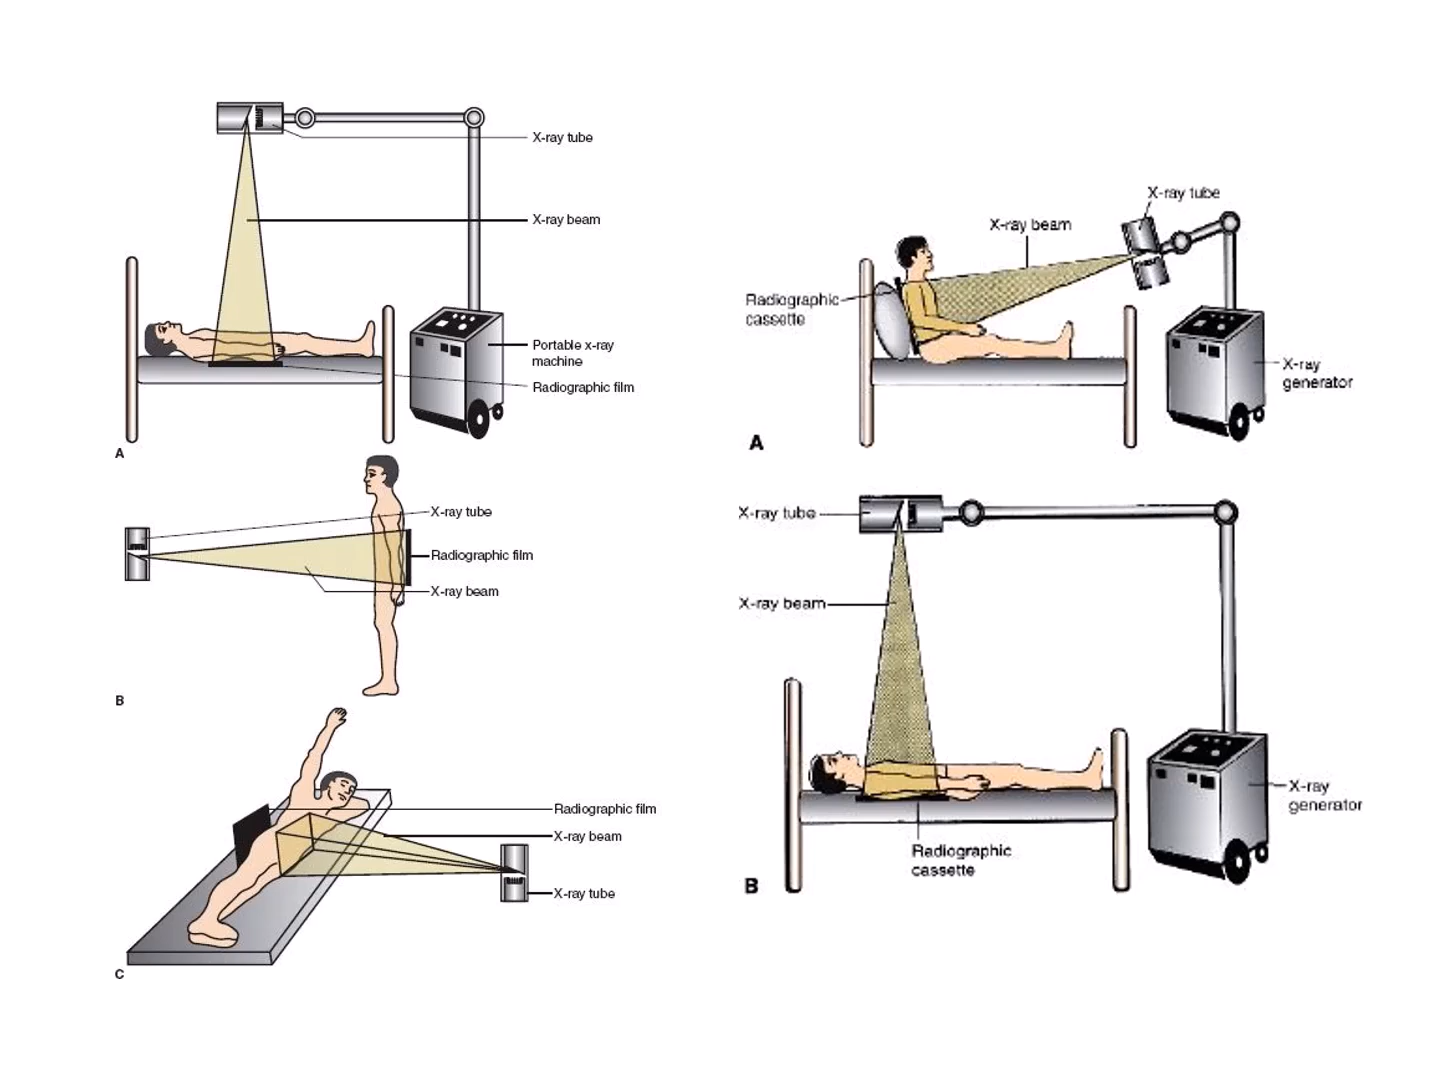 X-ray tube
X-ray beam
Portable x-ray
machine
Radiographic film
A
X-ray tube
Radiographic film
X-ray beam
B
Radiographic film
X-ray beam
X-ray tube
C
X-ray tube
X-ray beam
Radiographic
cassette
X-ray
generator
A
X-ray tube
X-ray beam
X-ray
generator
Radiographic
cassette
B